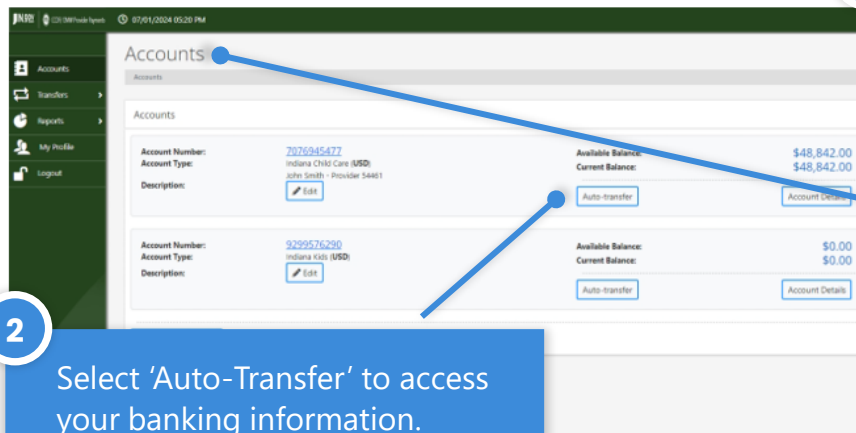 07/01/2024 05:20 PM
Accounts
Accounts
Accounts
Transfers
Reports
My Profile
Logout
Accounts
Account Number: 7076945477 Available Balance: $48,842.00
Account Type: Indiana Child Care (USD) Current Balance: $48,842.00
John Smith - Provider 54461
Description: Edit Auto-transfer Account Details
Account Number: 9299576290 Available Balance: $0.00
Account Type: Indiana Kids (USD) Current Balance: $0.00
Description: Edit
Auto-transfer Account Details
2
Select ‘Auto-Transfer’ to access
your banking information.